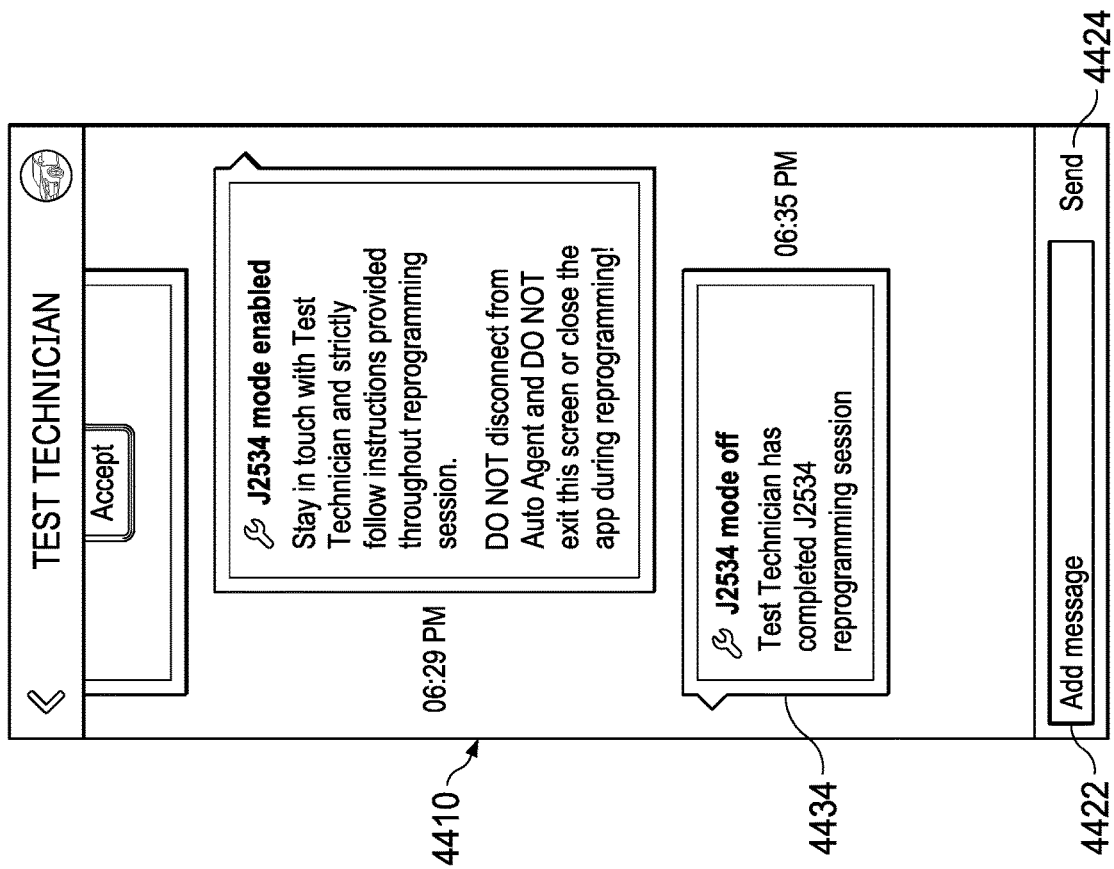 TEST TECHNICIAN
Accept
J2534 mode enabled
Stay in touch with Test
Technician and strictly
follow instructions provided
throughout reprogramming
session.
DO NOT disconnect from
Auto Agent and DO NOT
exit this screen or close the
app during reprogramming!
06:29 PM
J2534 mode off
Test Technician has
completed J2534
reprogramming session
06:35 PM
Add message
Send
4410
4434
4422
4424